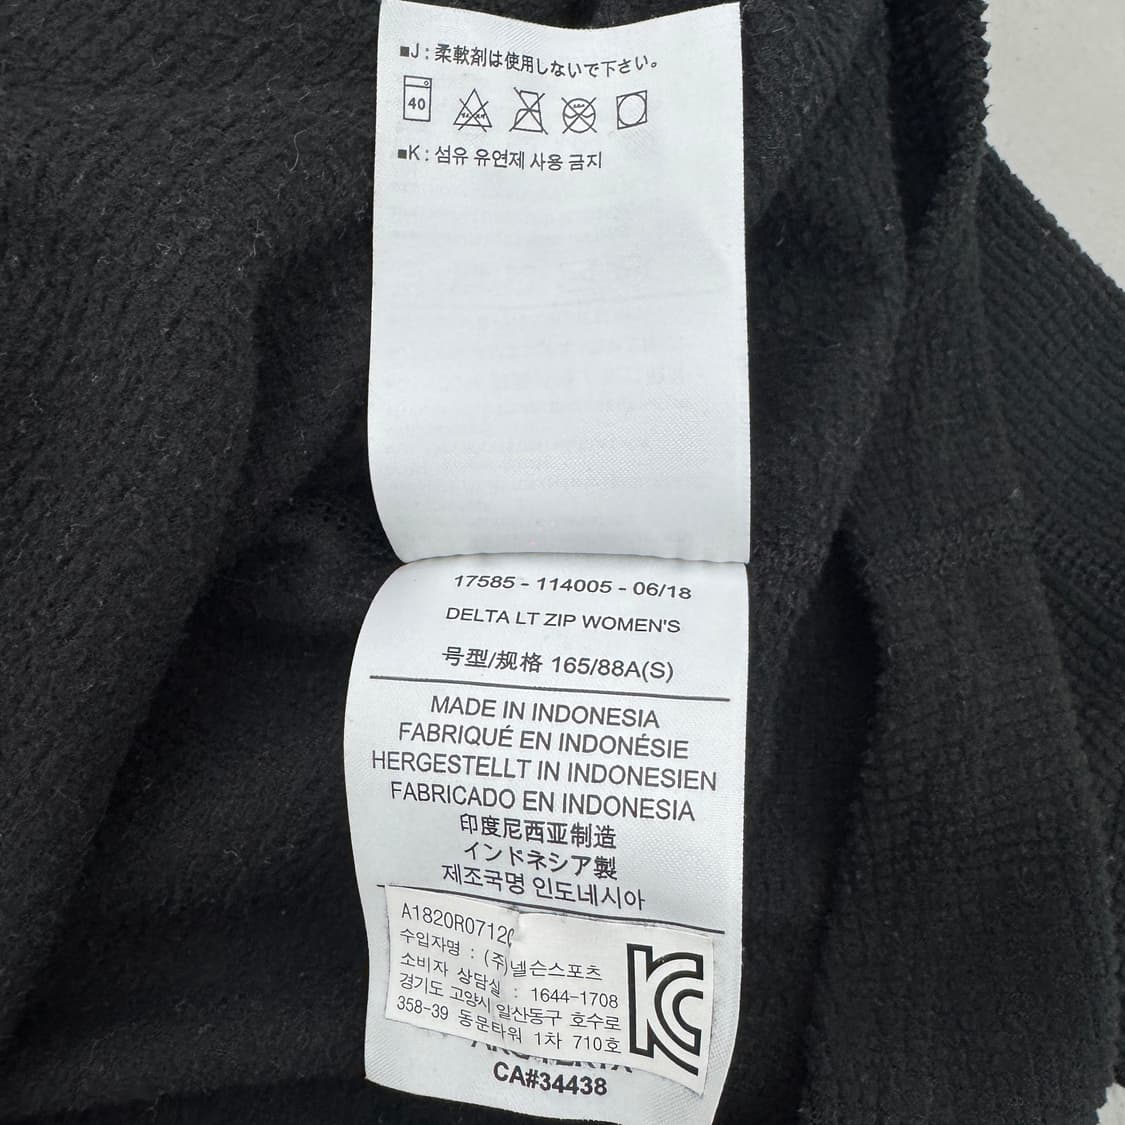 ■J : 柔軟剤は使用しないで下さい。
40
■K : 섬유 유연제 사용 금지
17585 - 114005 - 06/18
DELTA LT ZIP WOMEN'S
号型/规格 165/88A(S)
MADE IN INDONESIA
FABRIQUÉ EN INDONÉSIE
HERGESTELLT IN INDONESIEN
FABRICADO EN INDONESIA
印度尼西亚制造
インドネシア製
제조국명 인도네시아
A1820R0712
수입자명 : (주)넬슨스포츠
소비자 상담실 : 1644-1708
경기도 고양시 일산동구 호수로
358-39 동문타워 1차 710호
CA#34438